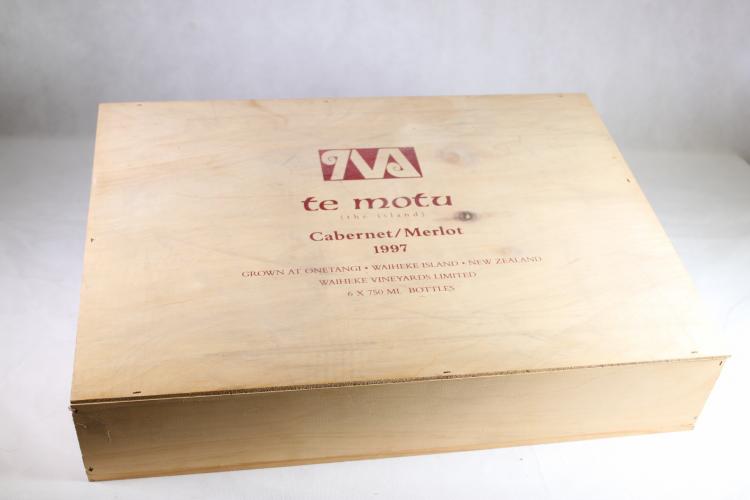 te motu
(the island)
Cabernet/Merlot
1997
GROWN AT ONETANGI • WAIHEKE ISLAND • NEW ZEALAND
WAIHEKE VINEYARDS LIMITED
6 X 750 ML BOTTLES